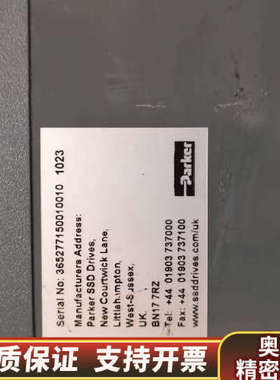 Serial No: 3652771500100​10 1023
Manufacturers Address:
Parker SSD Drives,
New Courtwick Lane,
Littlehampton,
West-Sussex,
UK.
BN17 7RZ
Tel: +44 01903 737000
Fax: +44 01903 737100
www.ssddrives.com/uk
Parker
质保证 支持开
奥
精密